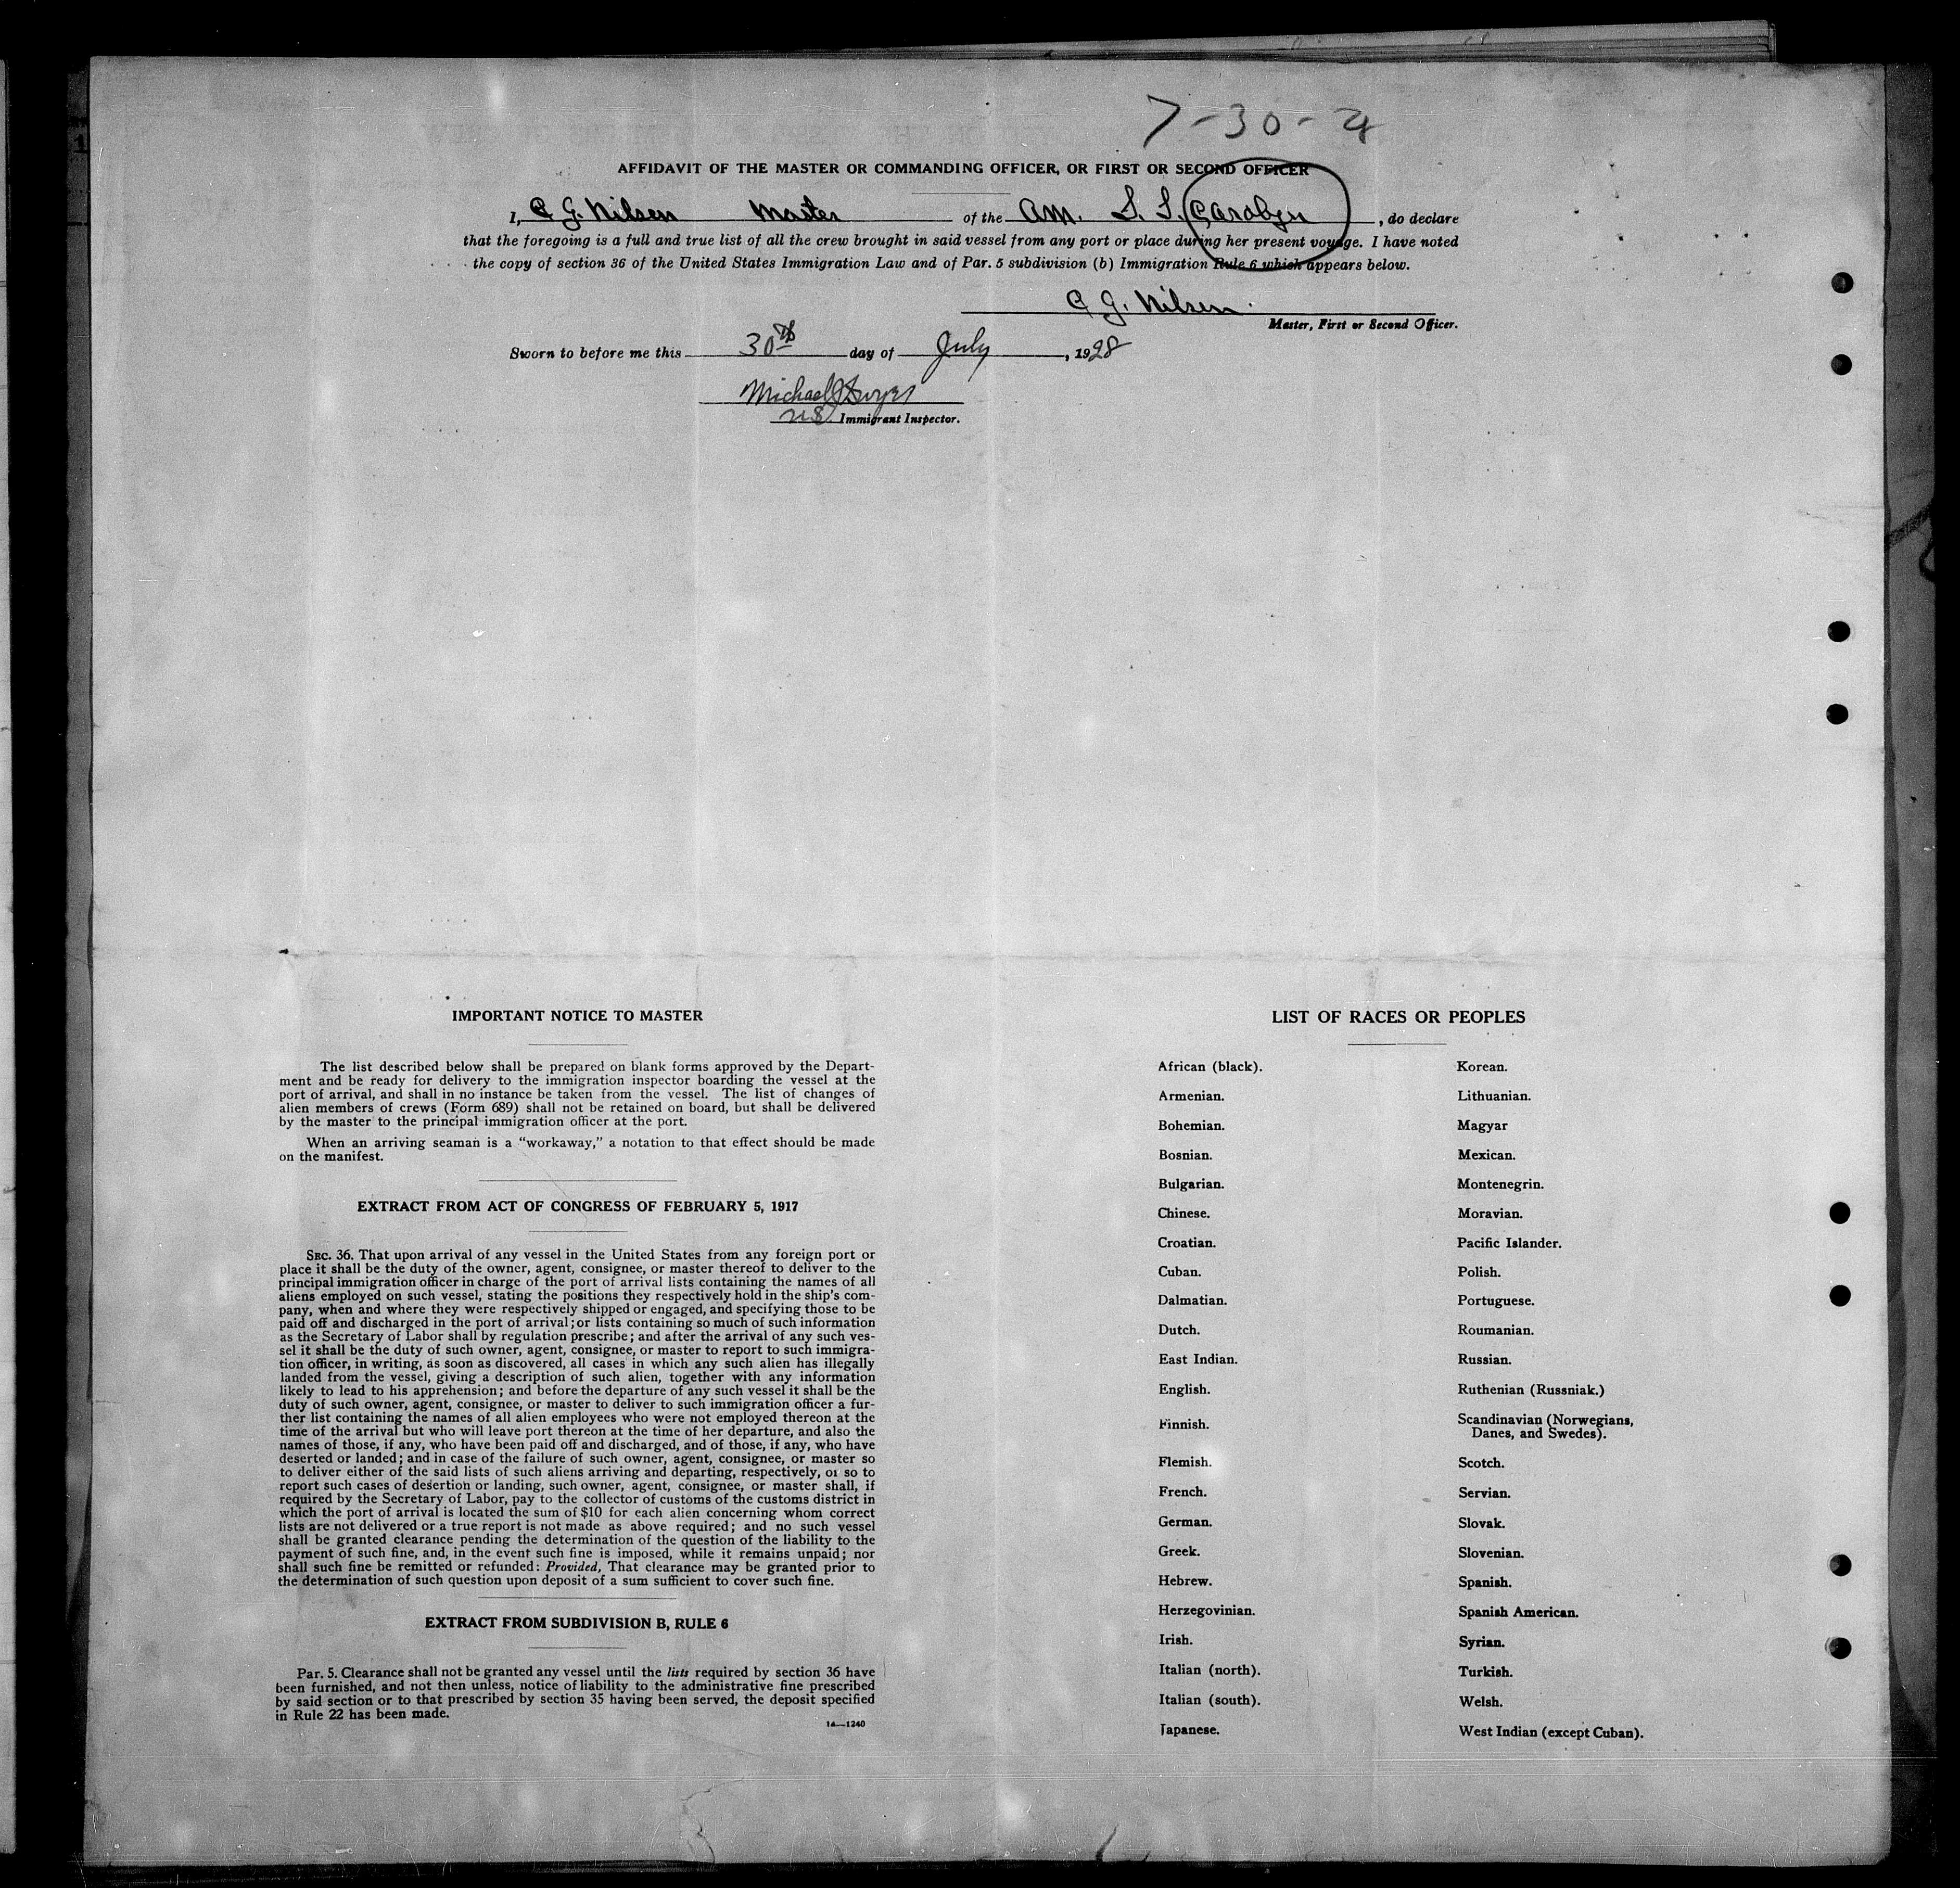 7-30-28
AFFIDAVIT OF THE MASTER OR COMMANDING OFFICER, OR FIRST OR SECOND OFFICER
I, C G. Nilsen Master of the Am. S. S. Carolyn, do declare
that the foregoing is a full and true list of all the crew brought in said vessel from any port or place during her present voyage. I have noted
the copy of section 36 of the United States Immigration Law and of Par. 5 subdivision (b) Immigration Rule 6 which appears below.
C G. Nilsen
Master, First or Second Officer.
Sworn to before me this 30th day of July, 1928
Michael
Immigrant Inspector.
IMPORTANT NOTICE TO MASTER
The list described below shall be prepared on blank forms approved by the Depart-
ment and be ready for delivery to the immigration inspector boarding the vessel at the
port of arrival, and shall in no instance be taken from the vessel. The list of changes of
alien members of crews (Form 689) shall not be retained on board, but shall be delivered
by the master to the principal immigration officer at the port.
When an arriving seaman is a “workaway,” a notation to that effect should be made
on the manifest.
EXTRACT FROM ACT OF CONGRESS OF FEBRUARY 5, 1917
SEC. 36. That upon arrival of any vessel in the United States from any foreign port or
place it shall be the duty of the owner, agent, consignee, or master thereof to deliver to the
principal immigration officer in charge of the port of arrival lists containing the names of all
aliens employed on such vessel, stating the positions they respectively hold in the ship's com-
pany, when and where they were respectively shipped or engaged, and specifying those to be
paid off and discharged in the port of arrival; or lists containing so much of such information
as the Secretary of Labor shall by regulation prescribe; and after the arrival of any such ves-
sel it shall be the duty of such owner, agent, consignee, or master to report to such immigra-
tion officer, in writing, as soon as discovered, all cases in which any such alien has illegally
landed from the vessel, giving a description of such alien, together with any information
likely to lead to his apprehension; and before the departure of any such vessel it shall be the
duty of such owner, agent, consignee, or master to deliver to such immigration officer a fur-
ther list containing the names of all alien employees who were not employed thereon at the
time of the arrival but who will leave port thereon at the time of her departure, and also the
names of those, if any, who have been paid off and discharged, and of those, if any, who have
deserted or landed; and in case of the failure of such owner, agent, consignee, or master so
to deliver either of the said lists of such aliens arriving and departing, respectively, or so to
report such cases of desertion or landing, such owner, agent, consignee, or master shall, if
required by the Secretary of Labor, pay to the collector of customs of the customs district in
which the port of arrival is located the sum of $10 for each alien concerning whom correct
lists are not delivered or a true report is not made as above required; and no such vessel
shall be granted clearance pending the determination of the question of the liability to the
payment of such fine, and, in the event such fine is imposed, while it remains unpaid; nor
shall such fine be remitted or refunded: Provided, That clearance may be granted prior to
the determination of such question upon deposit of a sum sufficient to cover such fine.
EXTRACT FROM SUBDIVISION B, RULE 6
Par. 5. Clearance shall not be granted any vessel until the lists required by section 36 have
been furnished, and not then unless, notice of liability to the administrative fine prescribed
by said section or to that prescribed by section 35 having been served, the deposit specified
in Rule 22 has been made.
14—1240
LIST OF RACES OR PEOPLES
African (black).
Armenian.
Bohemian.
Bosnian.
Bulgarian.
Chinese.
Croatian.
Cuban.
Dalmatian.
Dutch.
East Indian.
English.
Finnish.
Flemish.
French.
German.
Greek.
Hebrew.
Herzegovinian.
Irish.
Italian (north).
Italian (south).
Japanese.
Korean.
Lithuanian.
Magyar
Mexican.
Montenegrin.
Moravian.
Pacific Islander.
Polish.
Portuguese.
Roumanian.
Russian.
Ruthenian (Russniak.)
Scandinavian (Norwegians,
Danes, and Swedes).
Scotch.
Servian.
Slovak.
Slovenian.
Spanish.
Spanish American.
Syrian.
Turkish.
Welsh.
West Indian (except Cuban).